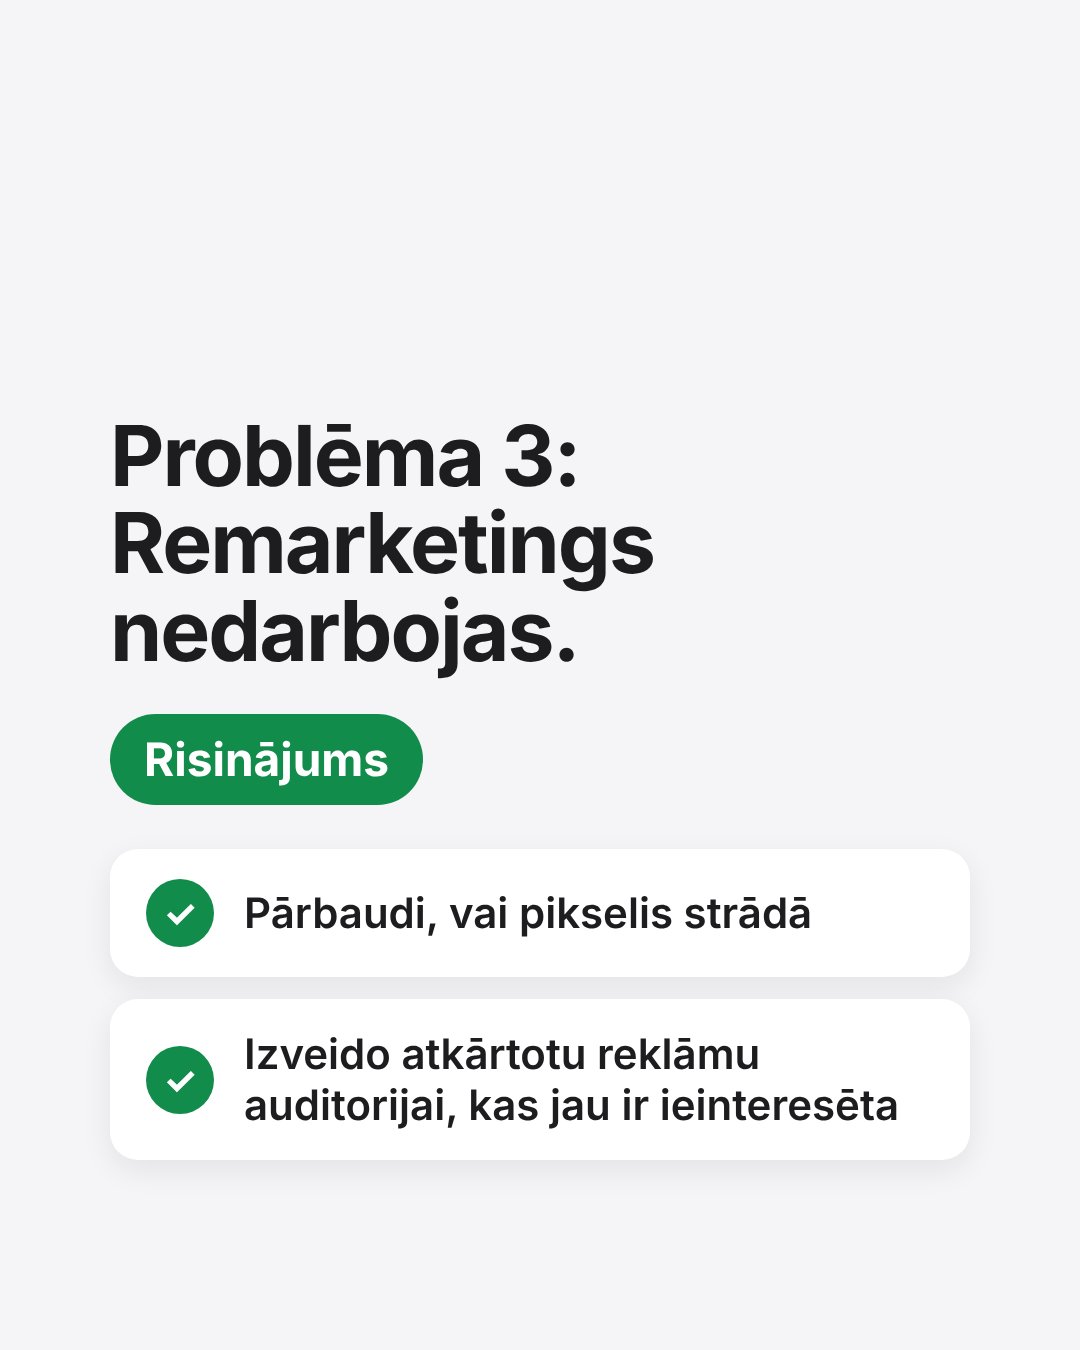 Problēma 3:
Remarketings
nedarbojas.
Risinājums
Pārbaudi, vai pikselis strādā
Izveido atkārtotu reklāmu
auditorijai, kas jau ir ieinteresēta